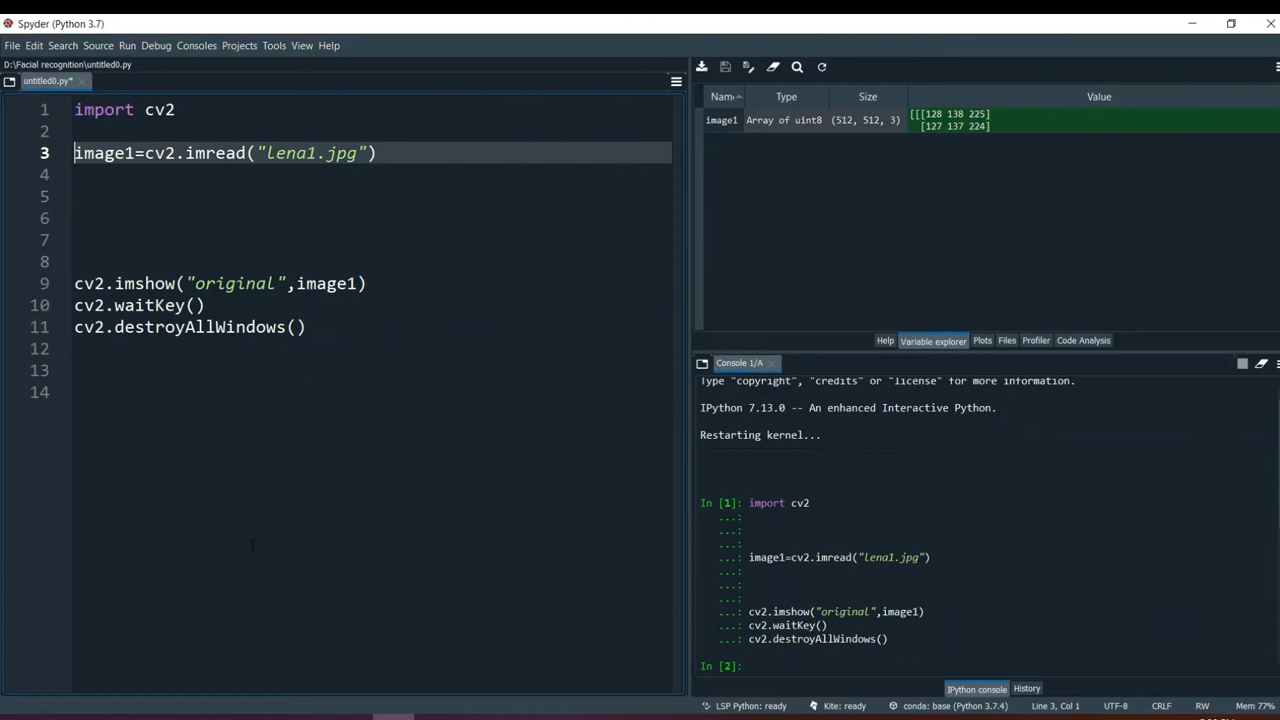 Spyder (Python 3.7)
File Edit Search Source Run Debug Consoles Projects Tools View Help
D:\Facial recognition\untitled0.py
untitled0.py*
1 import cv2
2
3 image1=cv2.imread("lena1.jpg")
4
5
6
7
8
9 cv2.imshow("original",image1)
10 cv2.waitKey()
11 cv2.destroyAllWindows()
12
13
14
Type Size Value
image1 Array of uint8 (512, 512, 3) [[[128 138 225]
[127 137 224]
Help Variable explorer Plots Files Profiler Code Analysis
Console 1/A
Type "copyright", "credits" or "license" for more information.
IPython 7.13.0 -- An enhanced Interactive Python.
Restarting kernel...
In [1]: import cv2
...:
...:
...:
...: image1=cv2.imread("lena1.jpg")
...:
...:
...:
...: cv2.imshow("original",image1)
...: cv2.waitKey()
...: cv2.destroyAllWindows()
In [2]:
IPython console History
LSP Python: ready Kite: ready conda: base (Python 3.7.4) Line 3, Col 1 UTF-8 CRLF RW Mem 77%